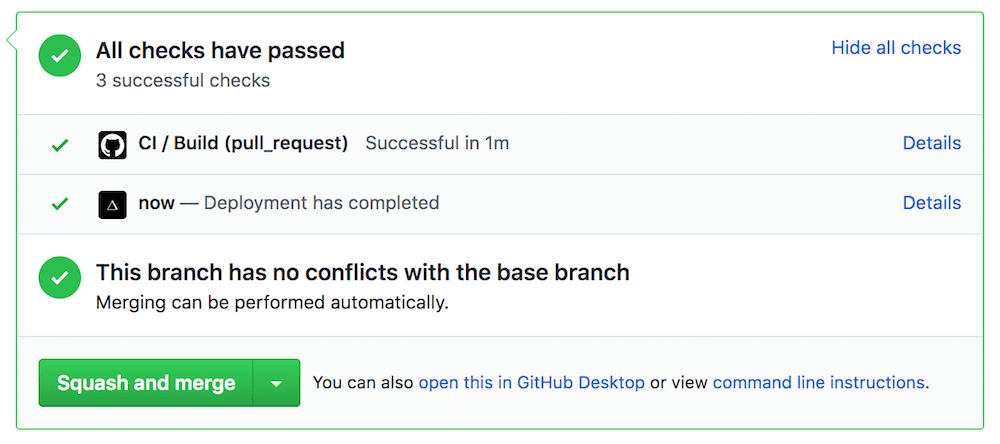 All checks have passed
Hide all checks
3 successful checks
CI / Build (pull_request) Successful in 1m
Details
now — Deployment has completed
Details
This branch has no conflicts with the base branch
Merging can be performed automatically.
Squash and merge
You can also open this in GitHub Desktop or view command line instructions.